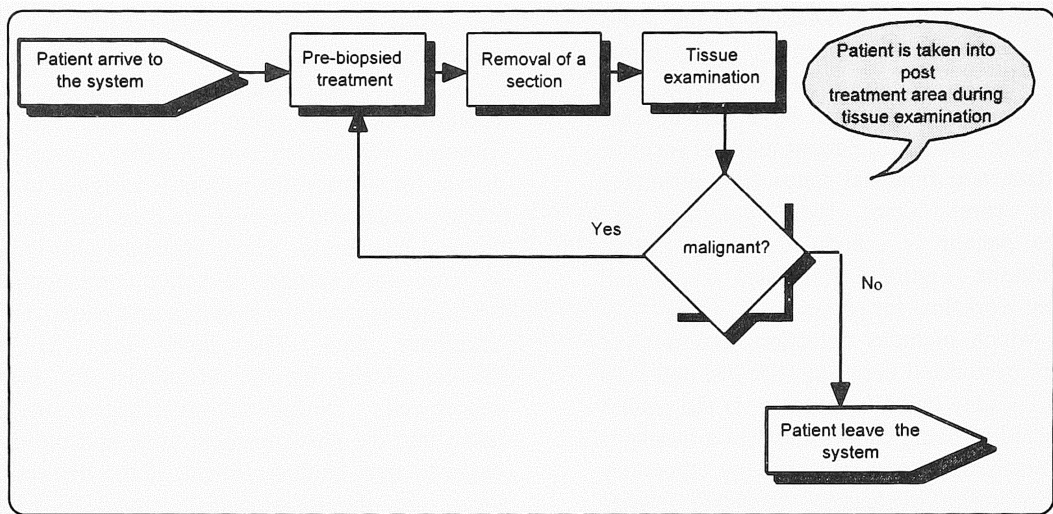 Patient arrive to
the system
Pre-biopsied
treatment
Removal of a
section
Tissue
examination
Patient is taken into
post
treatment area during
tissue examination
malignant?
Yes
No
Patient leave the
system